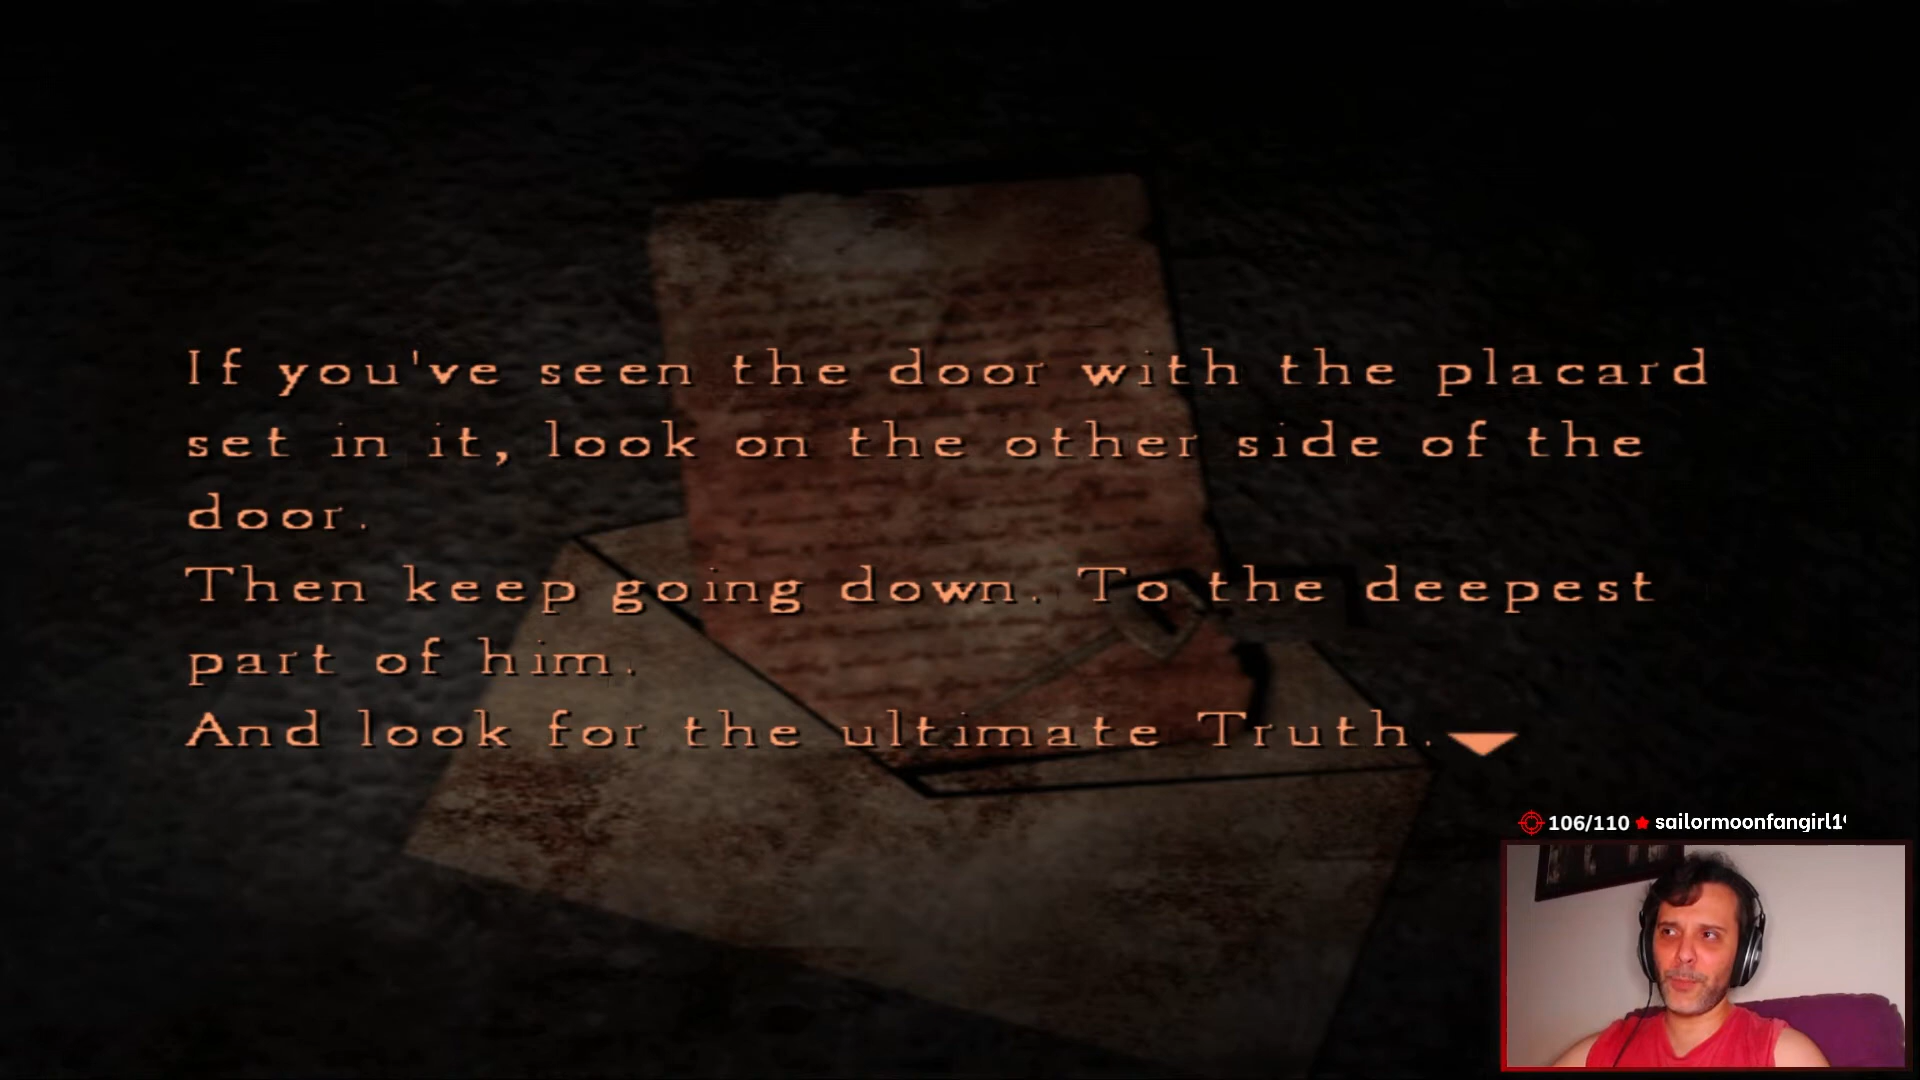 If you've seen the door with the placard
set in it, look on the other side of the
door.
Then keep going down. To the deepest
part of him.
And look for the ultimate Truth.
106/110 sailormoonfangirl1